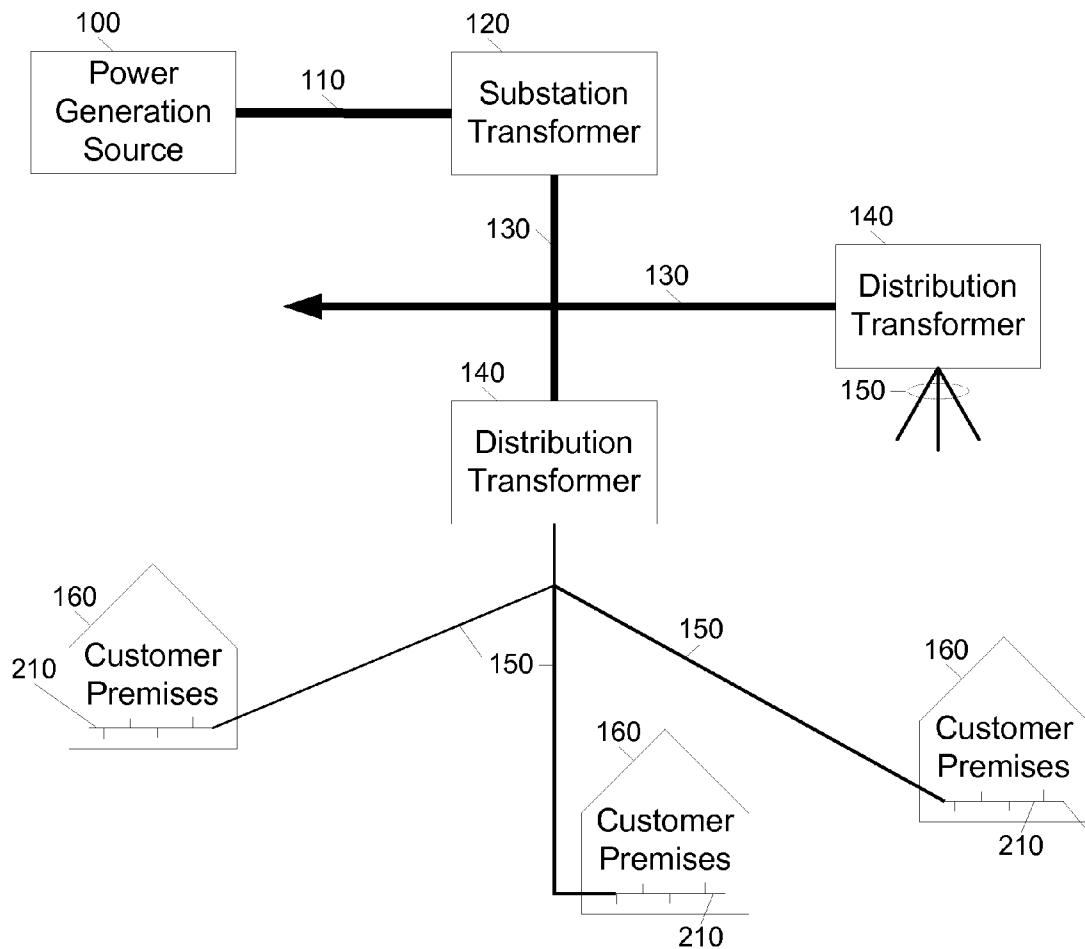 100
Power
Generation
Source
110
120
Substation
Transformer
130
130
140
Distribution
Transformer
150
140
Distribution
Transformer
160
210
Customer
Premises
150
150
160
Customer
Premises
210
160
Customer
Premises
210